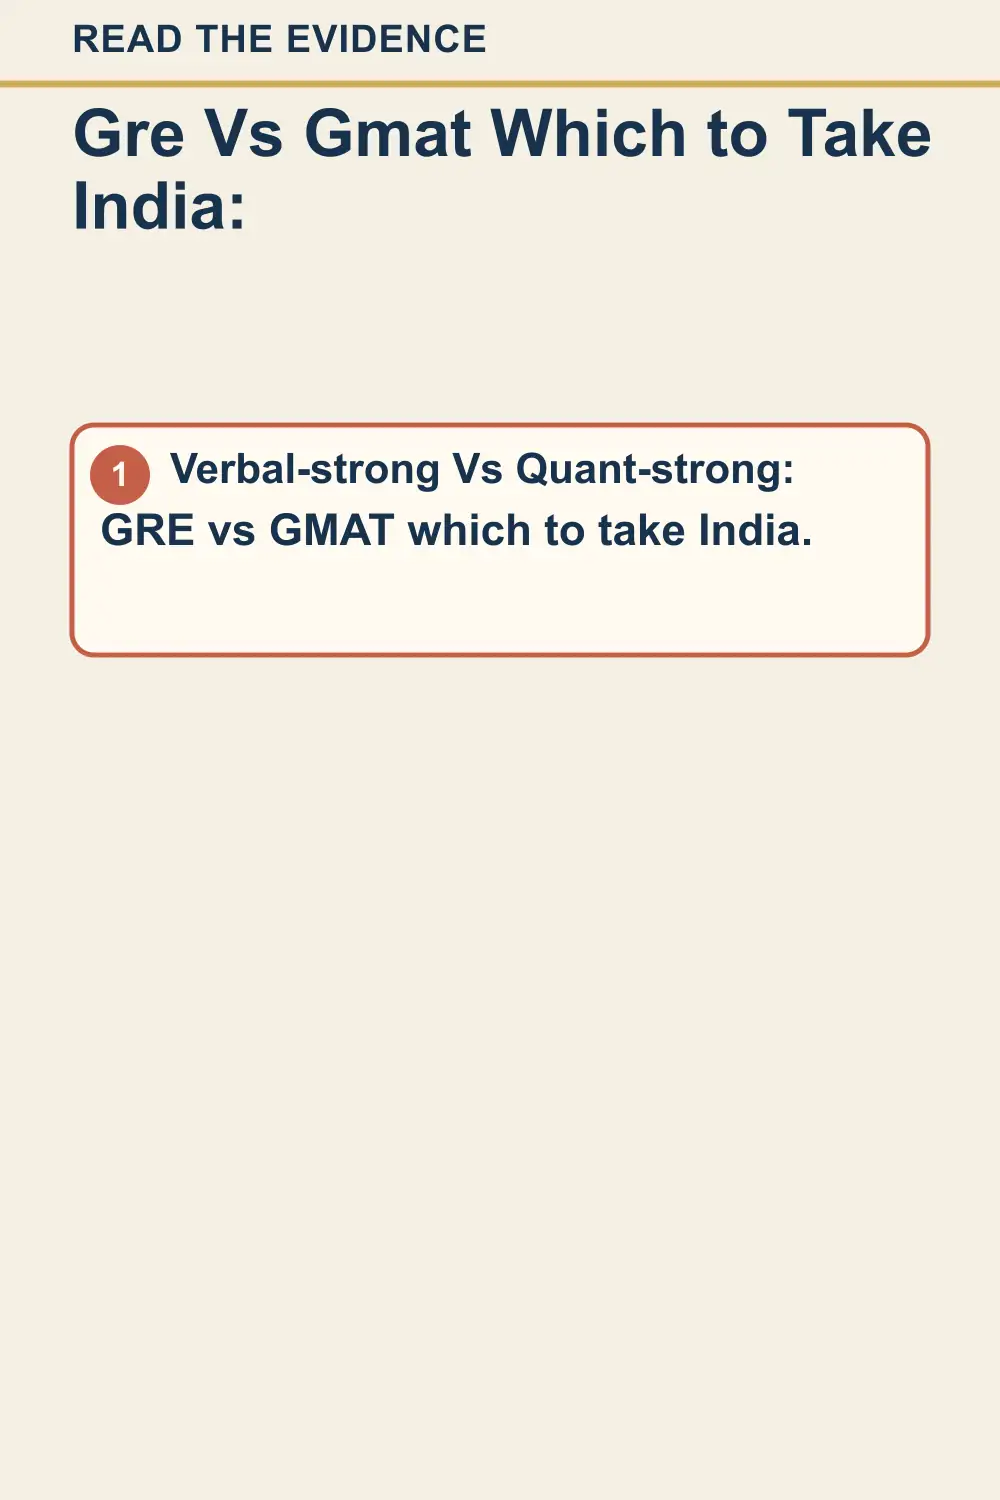 READ THE EVIDENCE
Gre Vs Gmat Which to Take
India:
1 Verbal-strong Vs Quant-strong:
GRE vs GMAT which to take India.